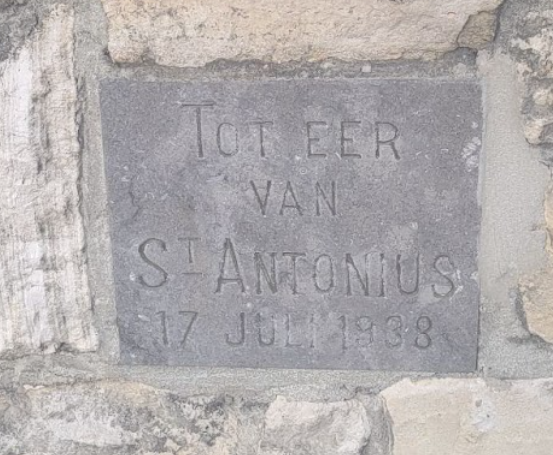 TOT EER
VAN
ST ANTONIUS
17 JULI 1938